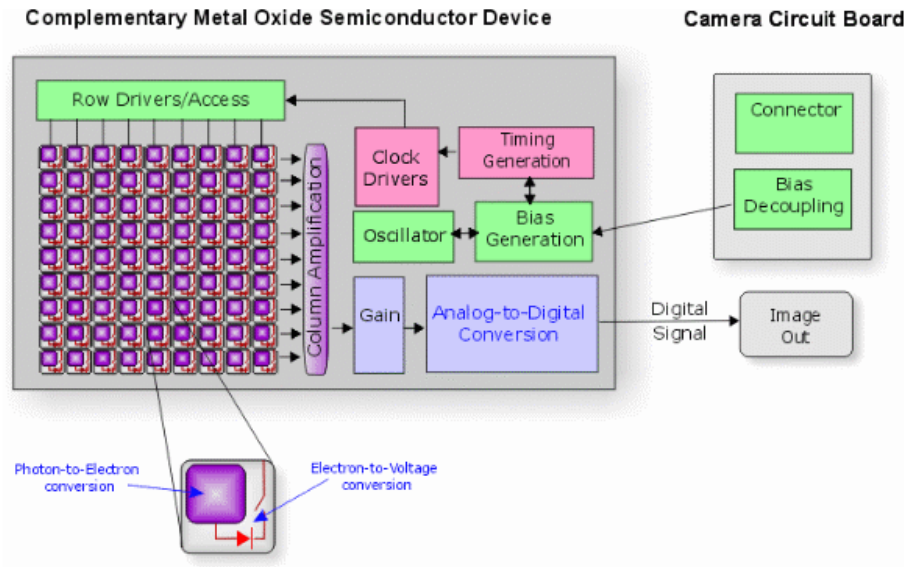 Complementary Metal Oxide Semiconductor Device
Camera Circuit Board
Row Drivers/Access
Connector
Clock
Drivers
Timing
Generation
Bias
Decoupling
Oscillator
Bias
Generation
Column Amplification
Gain
Analog-to-Digital
Conversion
Digital
Signal
Image
Out
Photon-to-Electron
conversion
Electron-to-Voltage
conversion